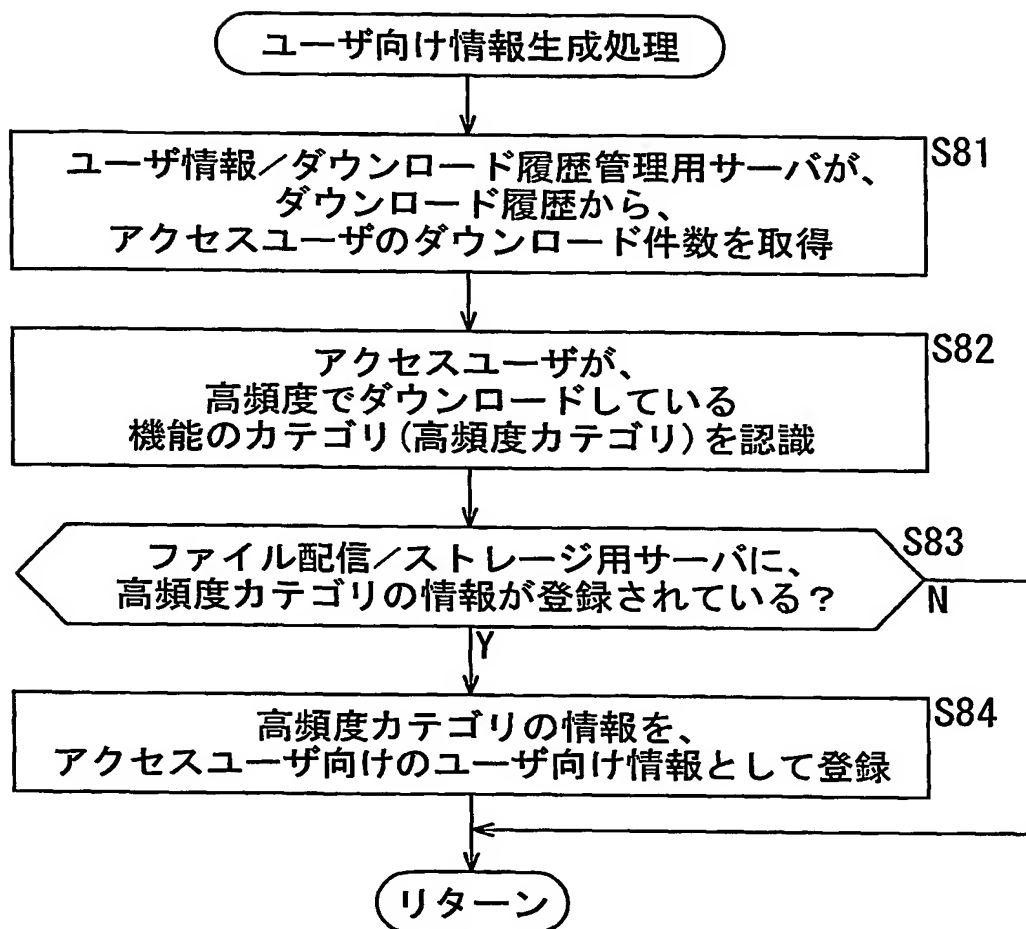 ユーザ向け情報生成処理
S81
ユーザ情報/ダウンロード履歴管理用サーバが、
ダウンロード履歴から、
アクセスユーザのダウンロード件数を取得
S82
アクセスユーザが、
高頻度でダウンロードしている
機能のカテゴリ(高頻度カテゴリ)を認識
S83
ファイル配信/ストレージ用サーバに、
高頻度カテゴリの情報が登録されている?
N
Y
S84
高頻度カテゴリの情報を、
アクセスユーザ向けのユーザ向け情報として登録
リターン